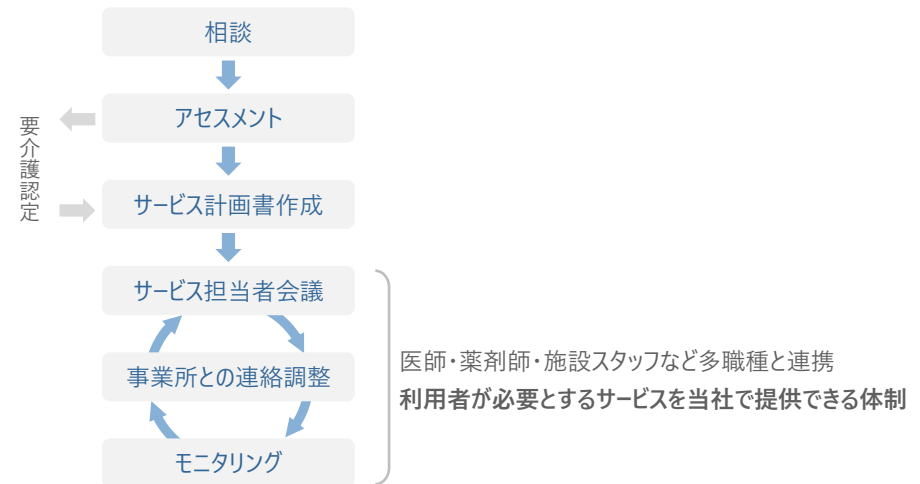 相談
アセスメント
要介護認定
サービス計画書作成
サービス担当者会議
事業所との連絡調整
モニタリング
医師・薬剤師・施設スタッフなど多職種と連携
利用者が必要とするサービスを当社で提供できる体制